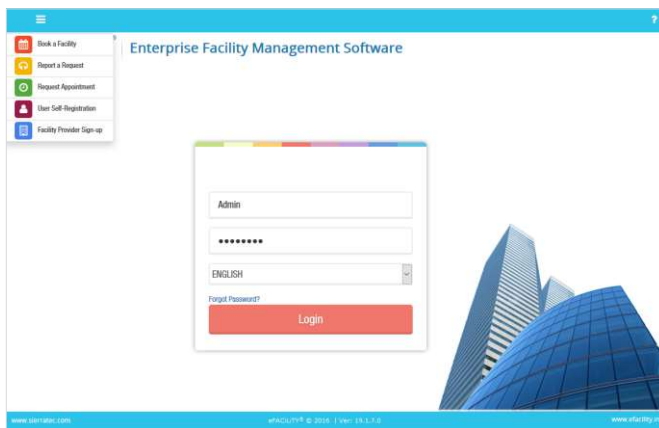 ?
Book a Facility
Report a Request
Request Appointment
User Self-Registration
Facility Provider Sign-up
Enterprise Facility Management Software
Admin
ENGLISH
Forgot Password?
Login
www.sierratec.com
eFACiLiTY® © 2016 | Ver: 19.1.7.0
www.efacility.in